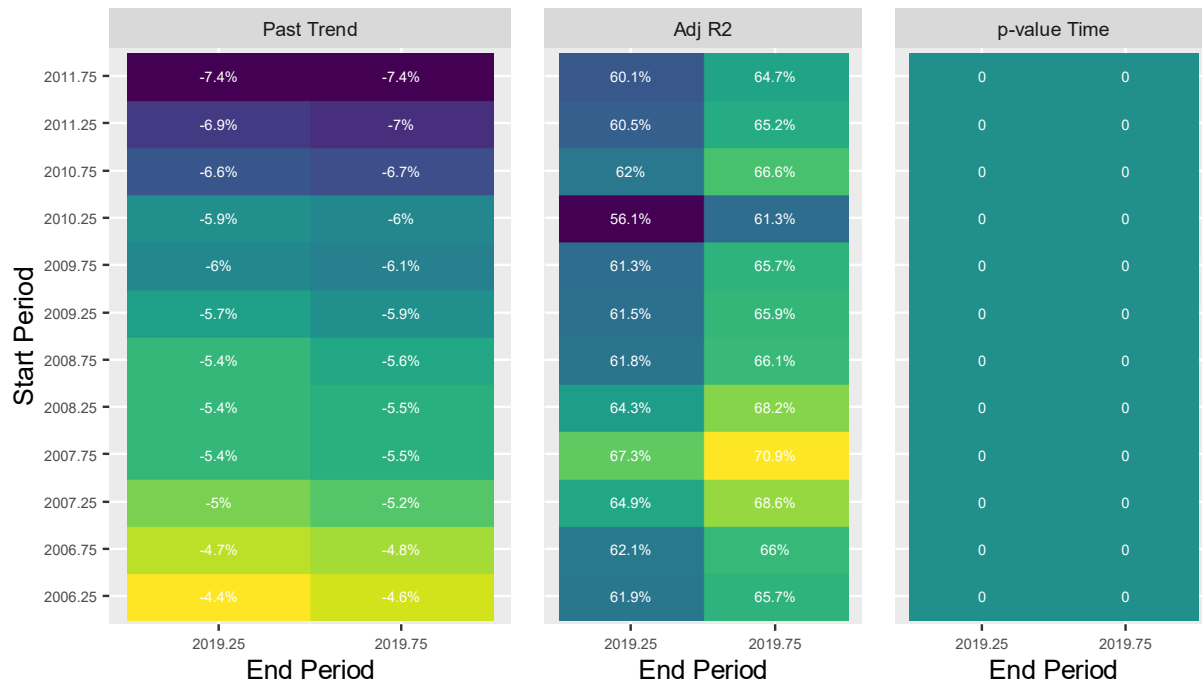 Past Trend Adj R2 p-value Time
2011.75 -7.4% -7.4% 60.1% 64.7% 0 0
2011.25 -6.9% -7% 60.5% 65.2% 0 0
2010.75 -6.6% -6.7% 62% 66.6% 0 0
2010.25 -5.9% -6% 56.1% 61.3% 0 0
2009.75 -6% -6.1% 61.3% 65.7% 0 0
2009.25 -5.7% -5.9% 61.5% 65.9% 0 0
2008.75 -5.4% -5.6% 61.8% 66.1% 0 0
2008.25 -5.4% -5.5% 64.3% 68.2% 0 0
2007.75 -5.4% -5.5% 67.3% 70.9% 0 0
2007.25 -5% -5.2% 64.9% 68.6% 0 0
2006.75 -4.7% -4.8% 62.1% 66% 0 0
2006.25 -4.4% -4.6% 61.9% 65.7% 0 0
Start Period
2019.25 2019.75 2019.25 2019.75 2019.25 2019.75
End Period End Period End Period